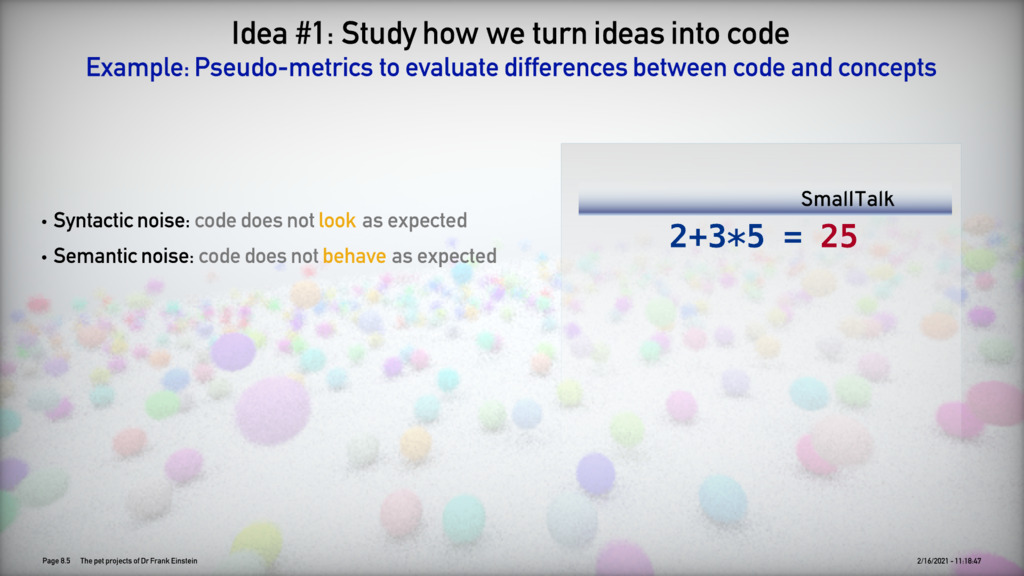 Idea #1: Study how we turn ideas into code
Example: Pseudo-metrics to evaluate differences between code and concepts
• Syntactic noise: code does not look as expected
• Semantic noise: code does not behave as expected
SmallTalk
2+3*5 = 25
Page 8.5 The pet projects of Dr Frank Einstein
2/16/2021 - 11:18:47